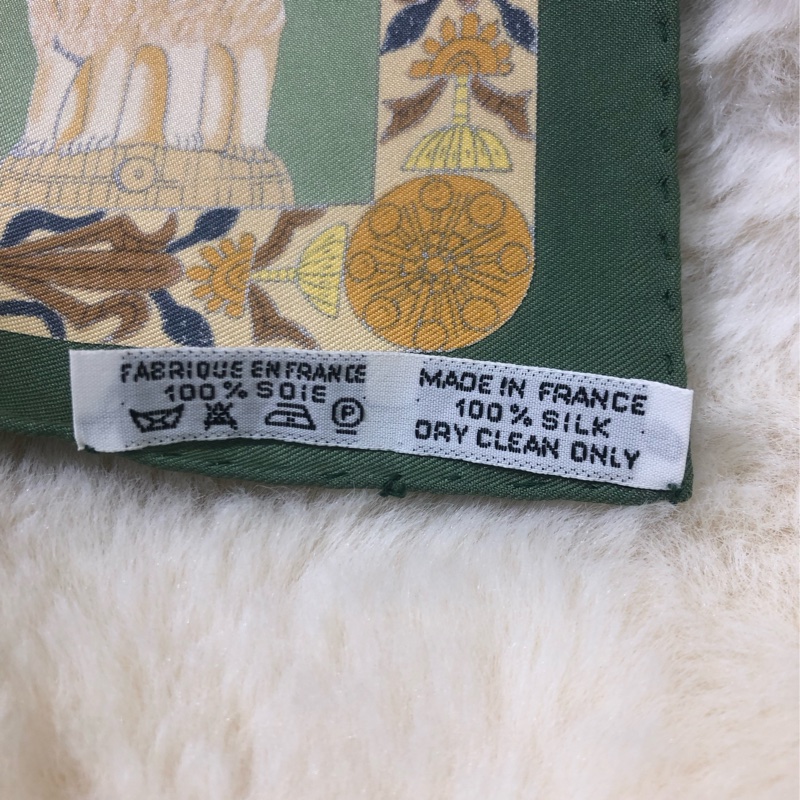 FABRIQUE EN FRANCE
100% SOIE
P
MADE IN FRANCE
100% SILK
DRY CLEAN ONLY